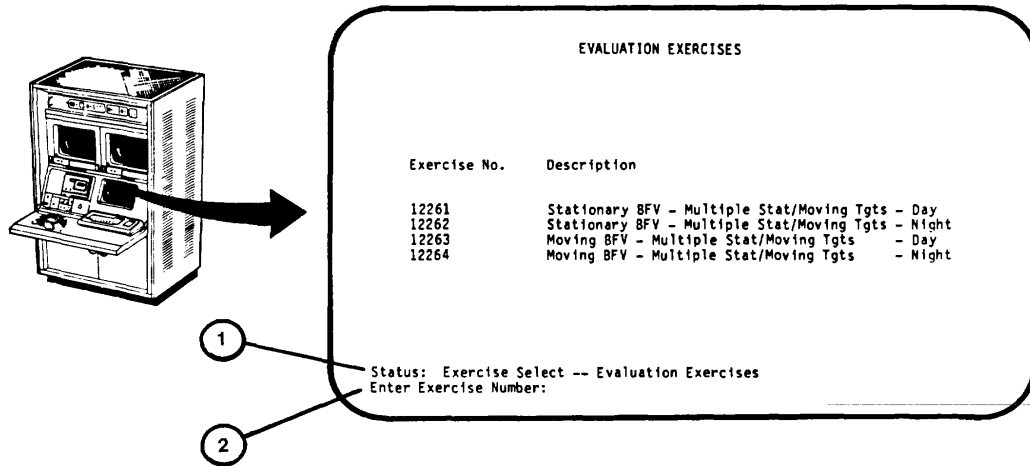 EVALUATION EXERCISES
Exercise No. Description
12261 Stationary BFV - Multiple Stat/Moving Tgts - Day
12262 Stationary BFV - Multiple Stat/Moving Tgts - Night
12263 Moving BFV - Multiple Stat/Moving Tgts - Day
12264 Moving BFV - Multiple Stat/Moving Tgts - Night
1
Status: Exercise Select -- Evaluation Exercises
Enter Exercise Number:
2